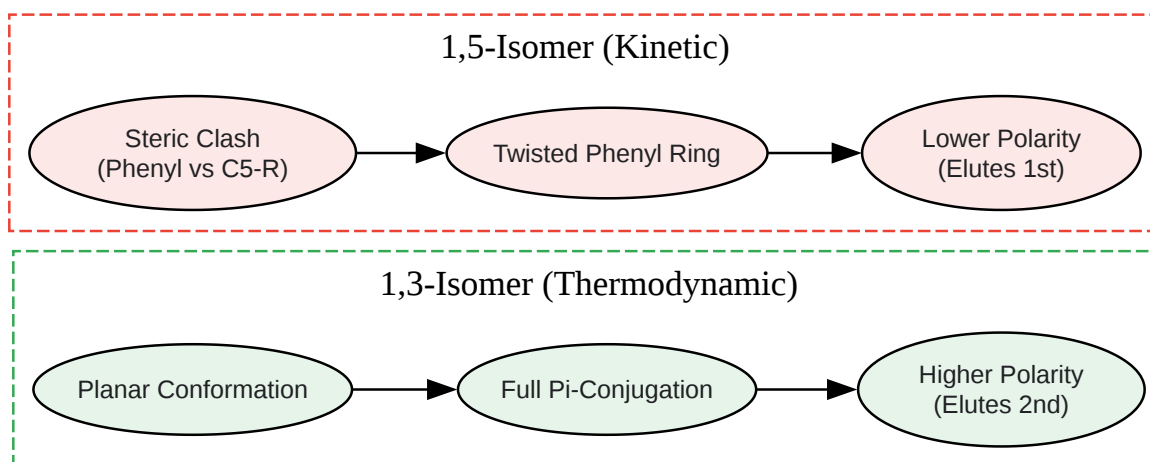 1,5-Isomer (Kinetic)
Steric Clash
(Phenyl vs C5-R)
Twisted Phenyl Ring
Lower Polarity
(Elutes 1st)
1,3-Isomer (Thermodynamic)
Planar Conformation
Full Pi-Conjugation
Higher Polarity
(Elutes 2nd)